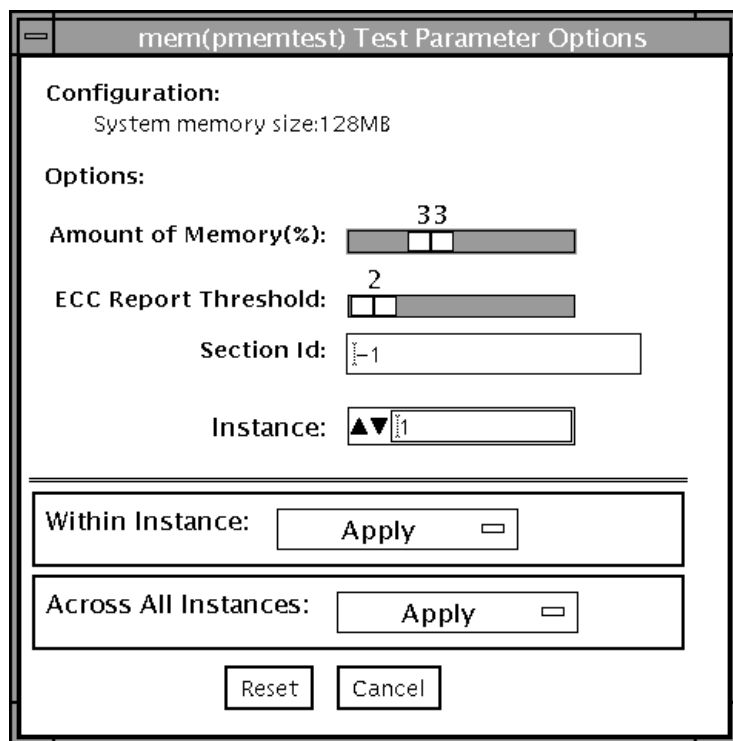 mem(pmemtest) Test Parameter Options
Configuration:
System memory size:128MB
Options:
33
Amount of Memory(%):
2
ECC Report Threshold:
Section Id: -1
Instance: 1
Within Instance: Apply
Across All Instances: Apply
Reset Cancel